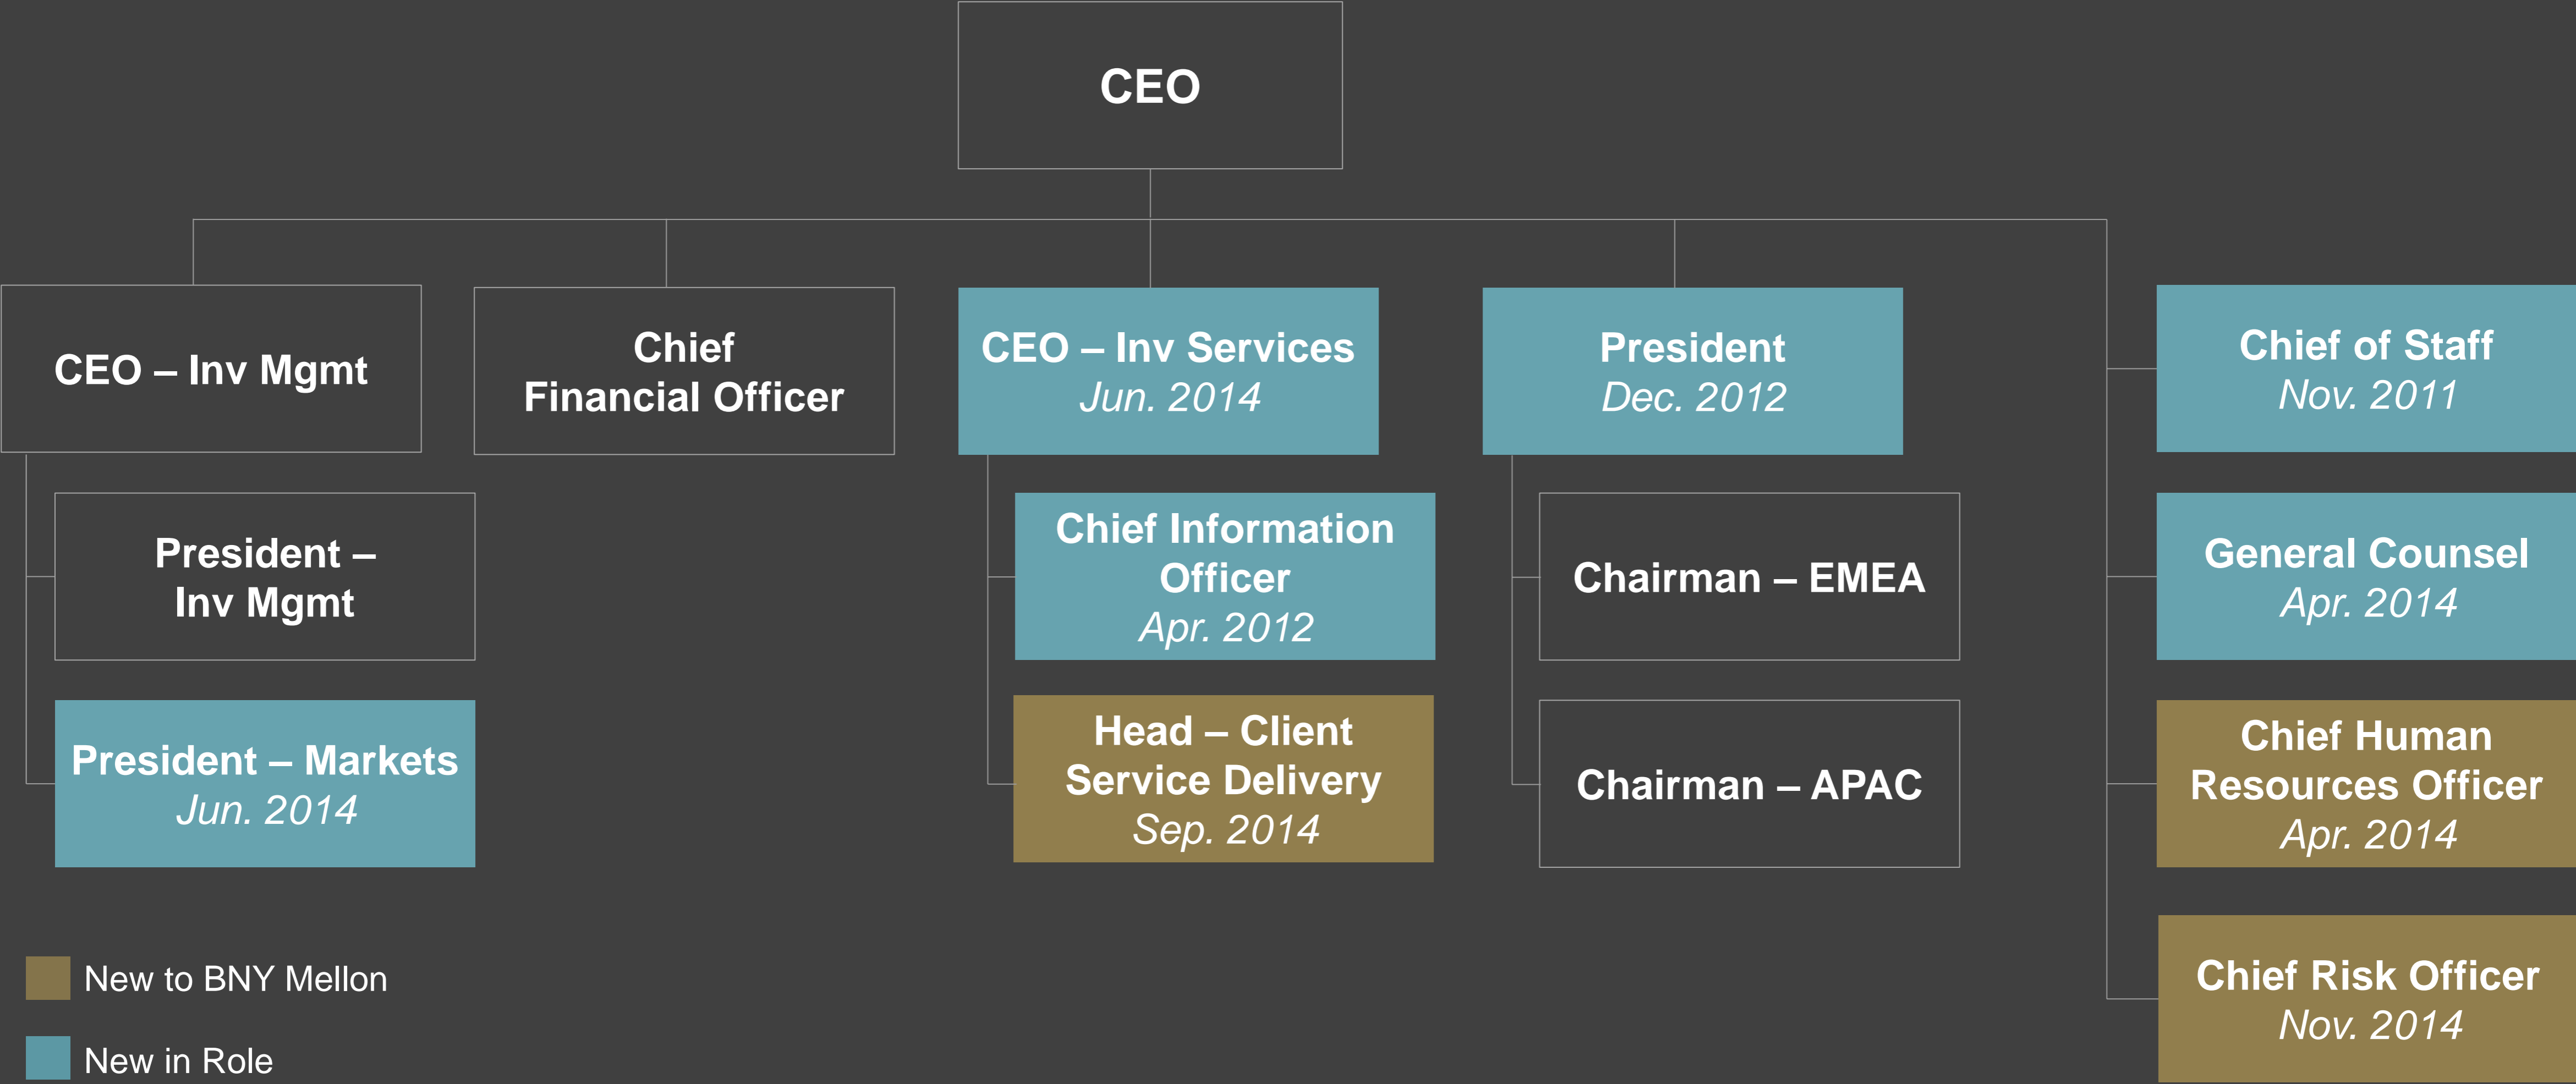 CEO
CEO – Inv Mgmt
Chief
Financial Officer
CEO – Inv Services
Jun. 2014
President
Dec. 2012
Chief of Staff
Nov. 2011
President –
Inv Mgmt
Chief Information
Officer
Apr. 2012
Chairman – EMEA
General Counsel
Apr. 2014
President – Markets
Jun. 2014
Head – Client
Service Delivery
Sep. 2014
Chairman – APAC
Chief Human
Resources Officer
Apr. 2014
Chief Risk Officer
Nov. 2014
New to BNY Mellon
New in Role